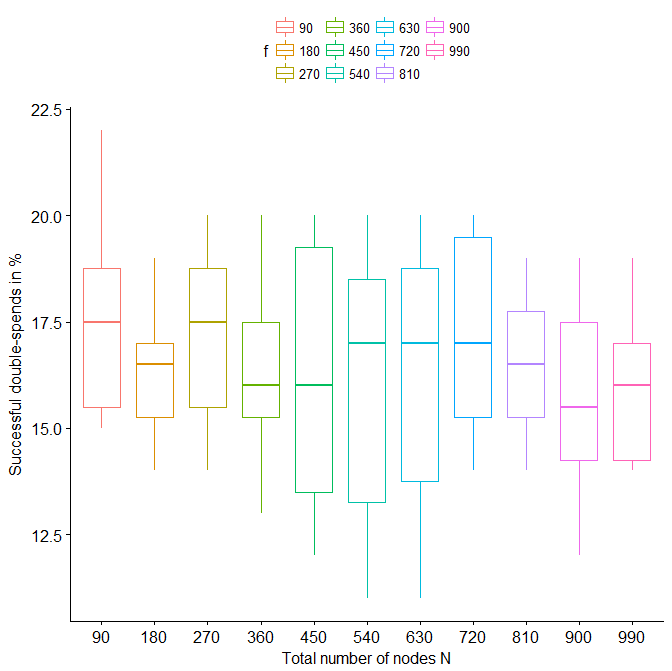 90 360 630 900
f 180 450 720 990
270 540 810
22.5
20.0
17.5
15.0
12.5
Successful double-spends in %
90 180 270 360 450 540 630 720 810 900 990
Total number of nodes N